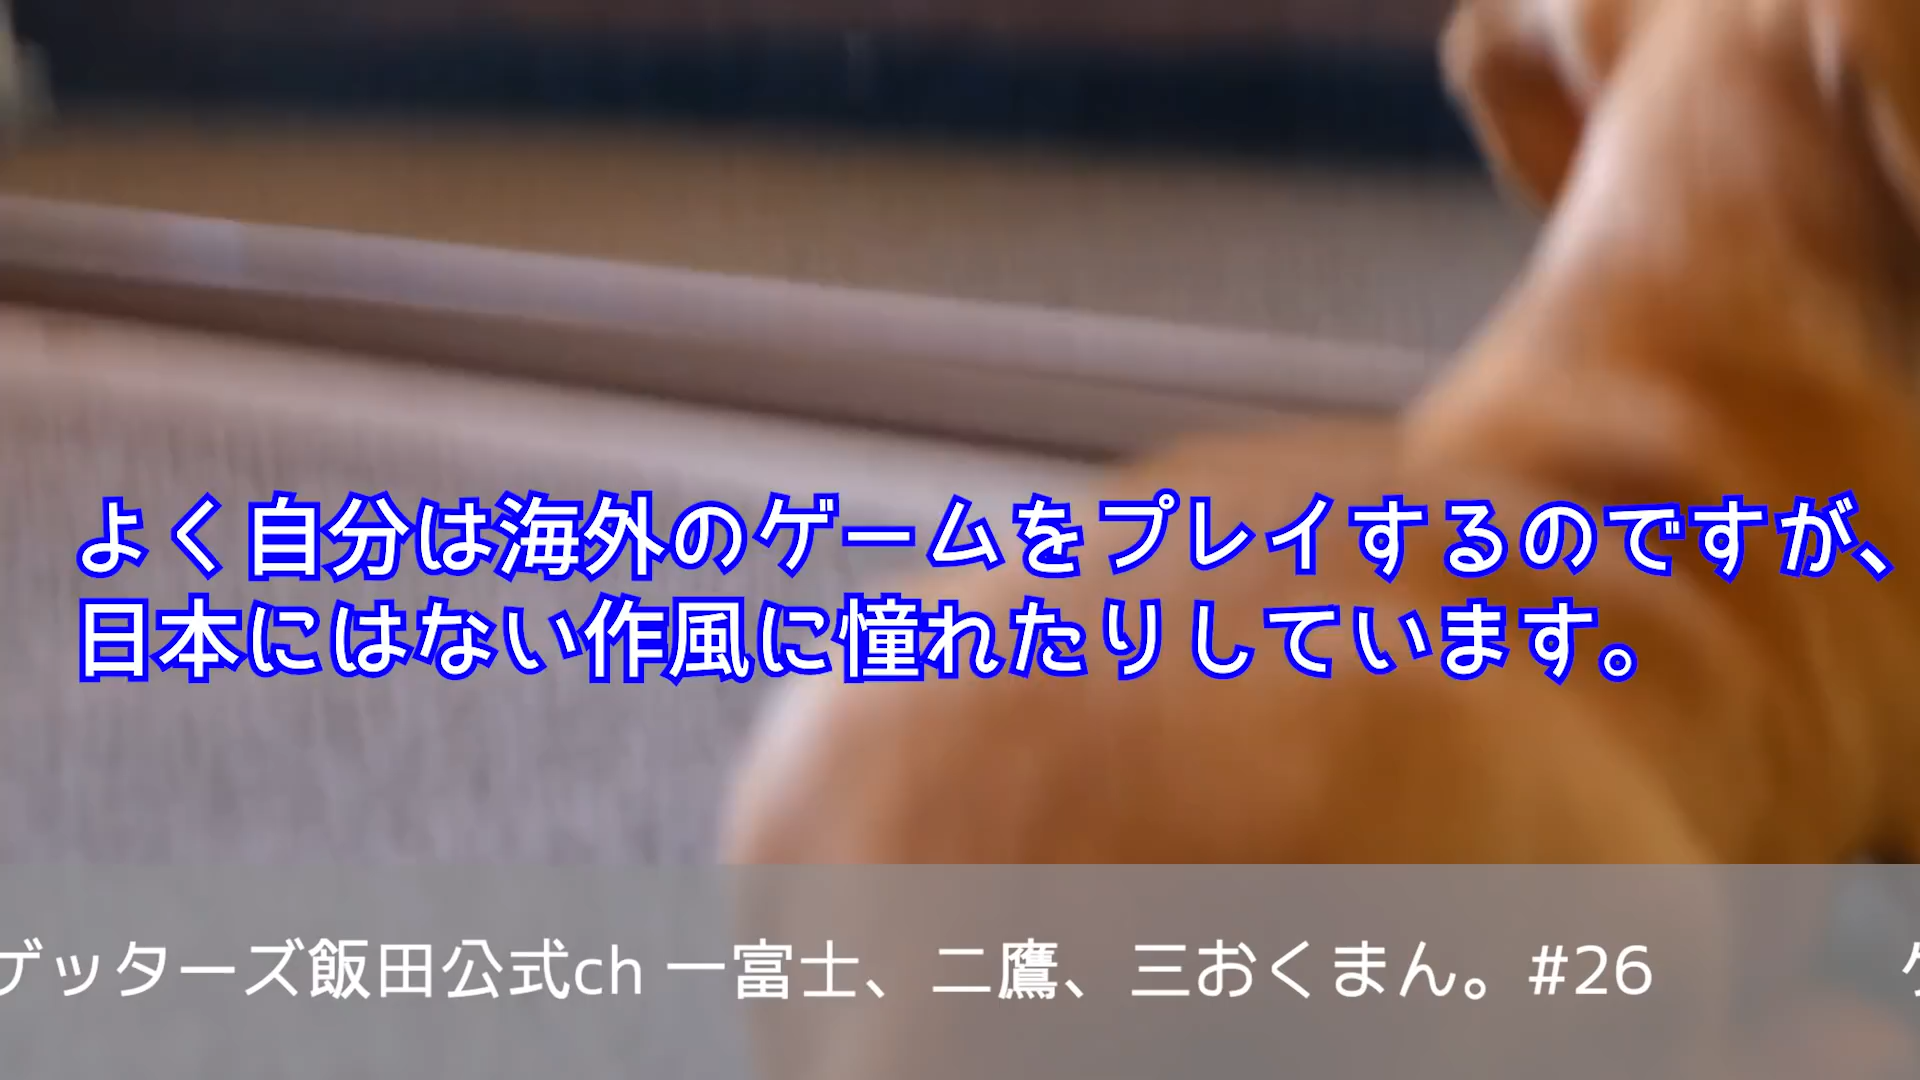 よく自分は海外のゲームをプレイするのですが、
日本にはない作風に憧れたりしています。
ゲッターズ飯田公式ch 一富士、二鷹、三おくまん。#26